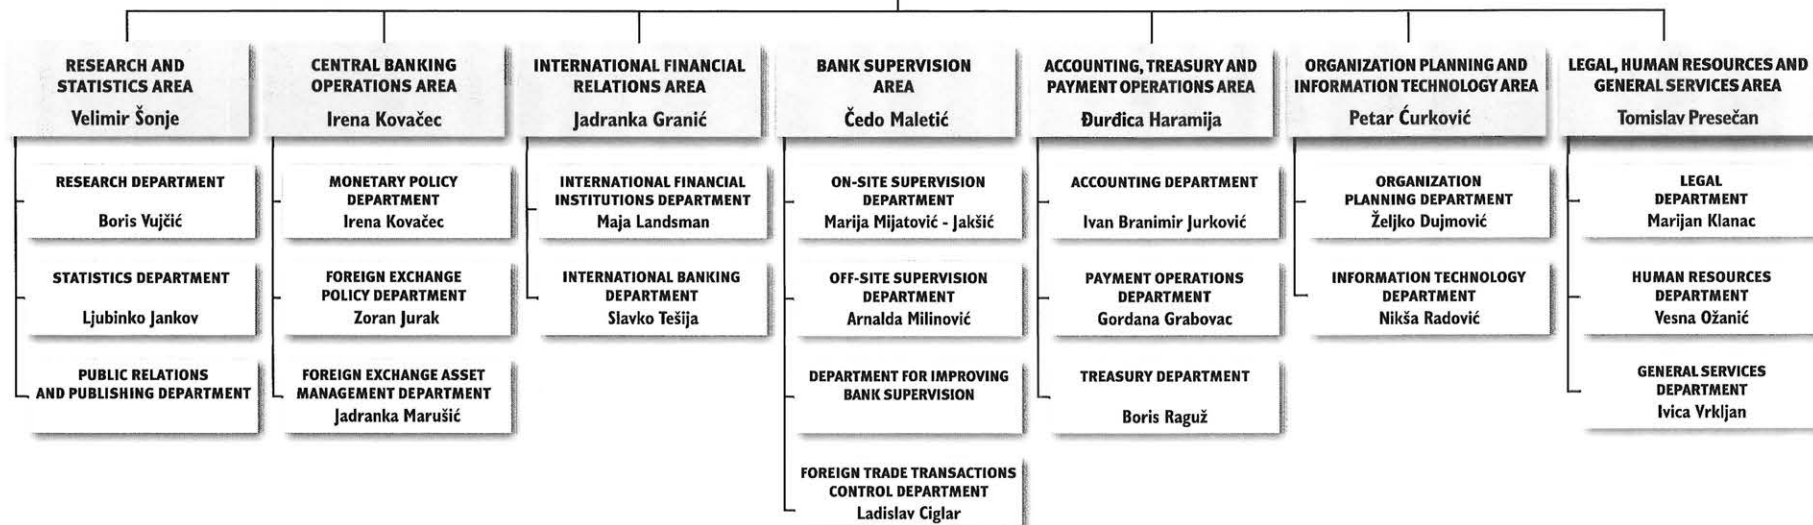 RESEARCH AND
STATISTICS AREA
Velimir Šonje
RESEARCH DEPARTMENT
Boris Vujčić
STATISTICS DEPARTMENT
Ljubinko Jankov
PUBLIC RELATIONS
AND PUBLISHING DEPARTMENT
CENTRAL BANKING
OPERATIONS AREA
Irena Kovačec
MONETARY POLICY
DEPARTMENT
Irena Kovačec
FOREIGN EXCHANGE
POLICY DEPARTMENT
Zoran Jurak
FOREIGN EXCHANGE ASSET
MANAGEMENT DEPARTMENT
Jadranka Marušić
INTERNATIONAL FINANCIAL
RELATIONS AREA
Jadranka Granić
INTERNATIONAL FINANCIAL
INSTITUTIONS DEPARTMENT
Maja Landsman
INTERNATIONAL BANKING
DEPARTMENT
Slavko Tešija
BANK SUPERVISION
AREA
Čedo Maletić
ON-SITE SUPERVISION
DEPARTMENT
Marija Mijatović - Jakšić
OFF-SITE SUPERVISION
DEPARTMENT
Arnalda Milinović
DEPARTMENT FOR IMPROVING
BANK SUPERVISION
FOREIGN TRADE TRANSACTIONS
CONTROL DEPARTMENT
Ladislav Ciglar
ACCOUNTING, TREASURY AND
PAYMENT OPERATIONS AREA
Đurđica Haramija
ACCOUNTING DEPARTMENT
Ivan Branimir Jurković
PAYMENT OPERATIONS
DEPARTMENT
Gordana Grabovac
TREASURY DEPARTMENT
Boris Raguž
ORGANIZATION PLANNING AND
INFORMATION TECHNOLOGY AREA
Petar Ćurković
ORGANIZATION
PLANNING DEPARTMENT
Željko Dujmović
INFORMATION TECHNOLOGY
DEPARTMENT
Nikša Radović
LEGAL, HUMAN RESOURCES AND
GENERAL SERVICES AREA
Tomislav Presečan
LEGAL
DEPARTMENT
Marijan Klanac
HUMAN RESOURCES
DEPARTMENT
Vesna Ožanić
GENERAL SERVICES
DEPARTMENT
Ivica Vrkljan